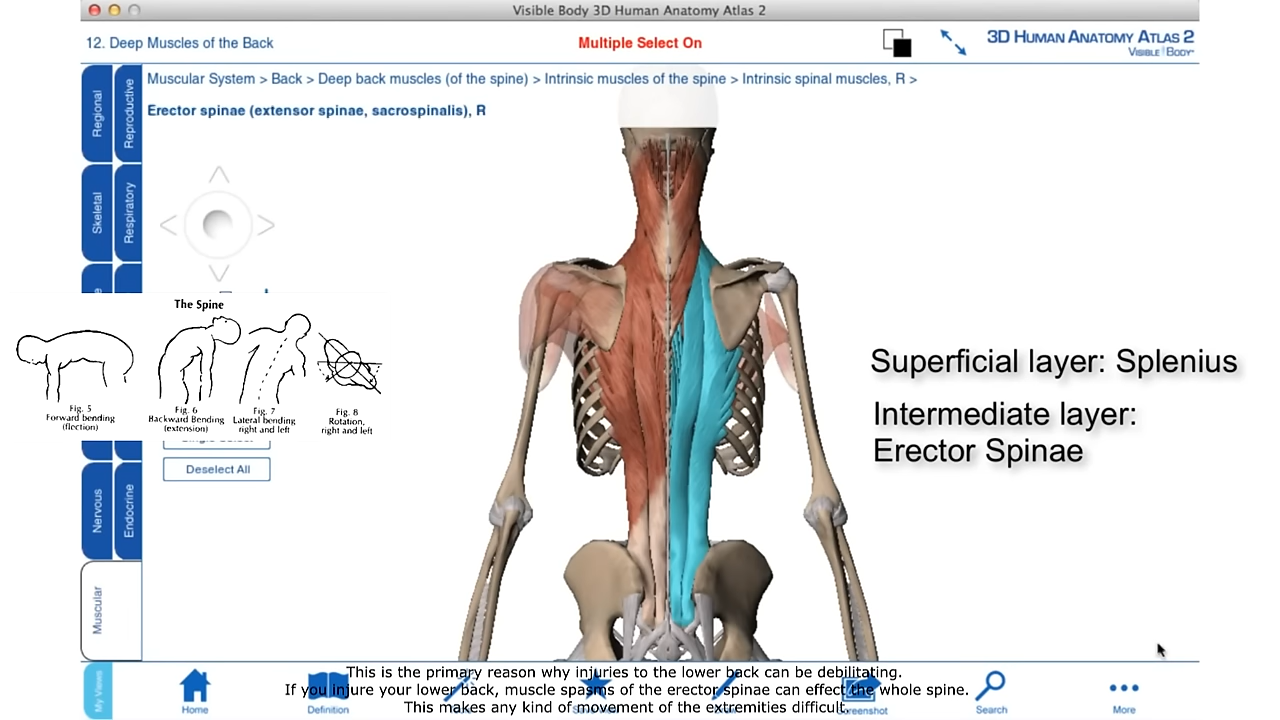 Visible Body 3D Human Anatomy Atlas 2
12. Deep Muscles of the Back
Multiple Select On
3D HUMAN ANATOMY ATLAS 2
VISIBLE BODY
Muscular System > Back > Deep back muscles (of the spine) > Intrinsic muscles of the spine > Intrinsic spinal muscles, R >
Erector spinae (extensor spinae, sacrospinalis), R
Regional
Reproductive
Skeletal
Respiratory
The Spine
Fig. 5
Forward bending
(flection)
Fig. 6
Backward Bending
(extension)
Fig. 7
Lateral bending
right and left
Fig. 8
Rotation,
right and left
Superficial layer: Splenius
Intermediate layer:
Erector Spinae
Deselect All
Nervous
Endocrine
Muscular
My Views
This is the primary reason why injuries to the lower back can be debilitating.
If you injure your lower back, muscle spasms of the erector spinae can effect the whole spine.
This makes any kind of movement of the extremities difficult.
Home
Definition
Screenshot
Search
More